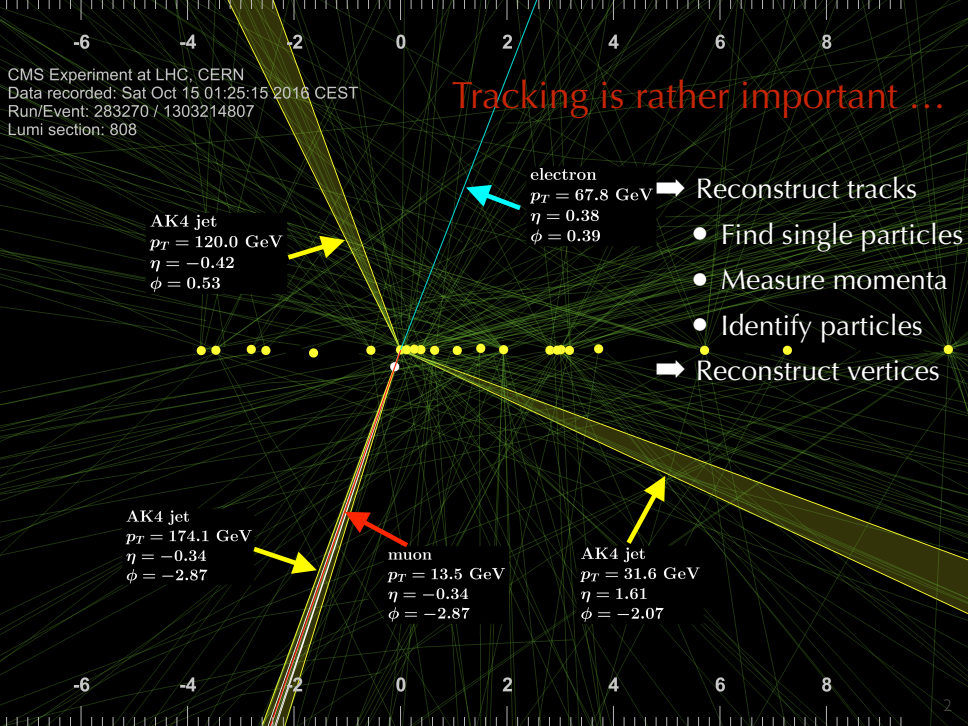 -6 -4 -2 0 2 4 6 8
CMS Experiment at LHC, CERN
Data recorded: Sat Oct 15 01:25:15 2016 CEST
Run/Event: 283270 / 1303214807
Lumi section: 808
Tracking is rather important …
electron
pT = 67.8 GeV
η = 0.38
ϕ = 0.39
➡ Reconstruct tracks
• Find single particles
• Measure momenta
• Identify particles
➡ Reconstruct vertices
AK4 jet
pT = 120.0 GeV
η = −0.42
ϕ = 0.53
AK4 jet
pT = 174.1 GeV
η = −0.34
ϕ = −2.87
muon
pT = 13.5 GeV
η = −0.34
ϕ = −2.87
AK4 jet
pT = 31.6 GeV
η = 1.61
ϕ = −2.07
-6 -4 -2 0 2 4 6 8
2